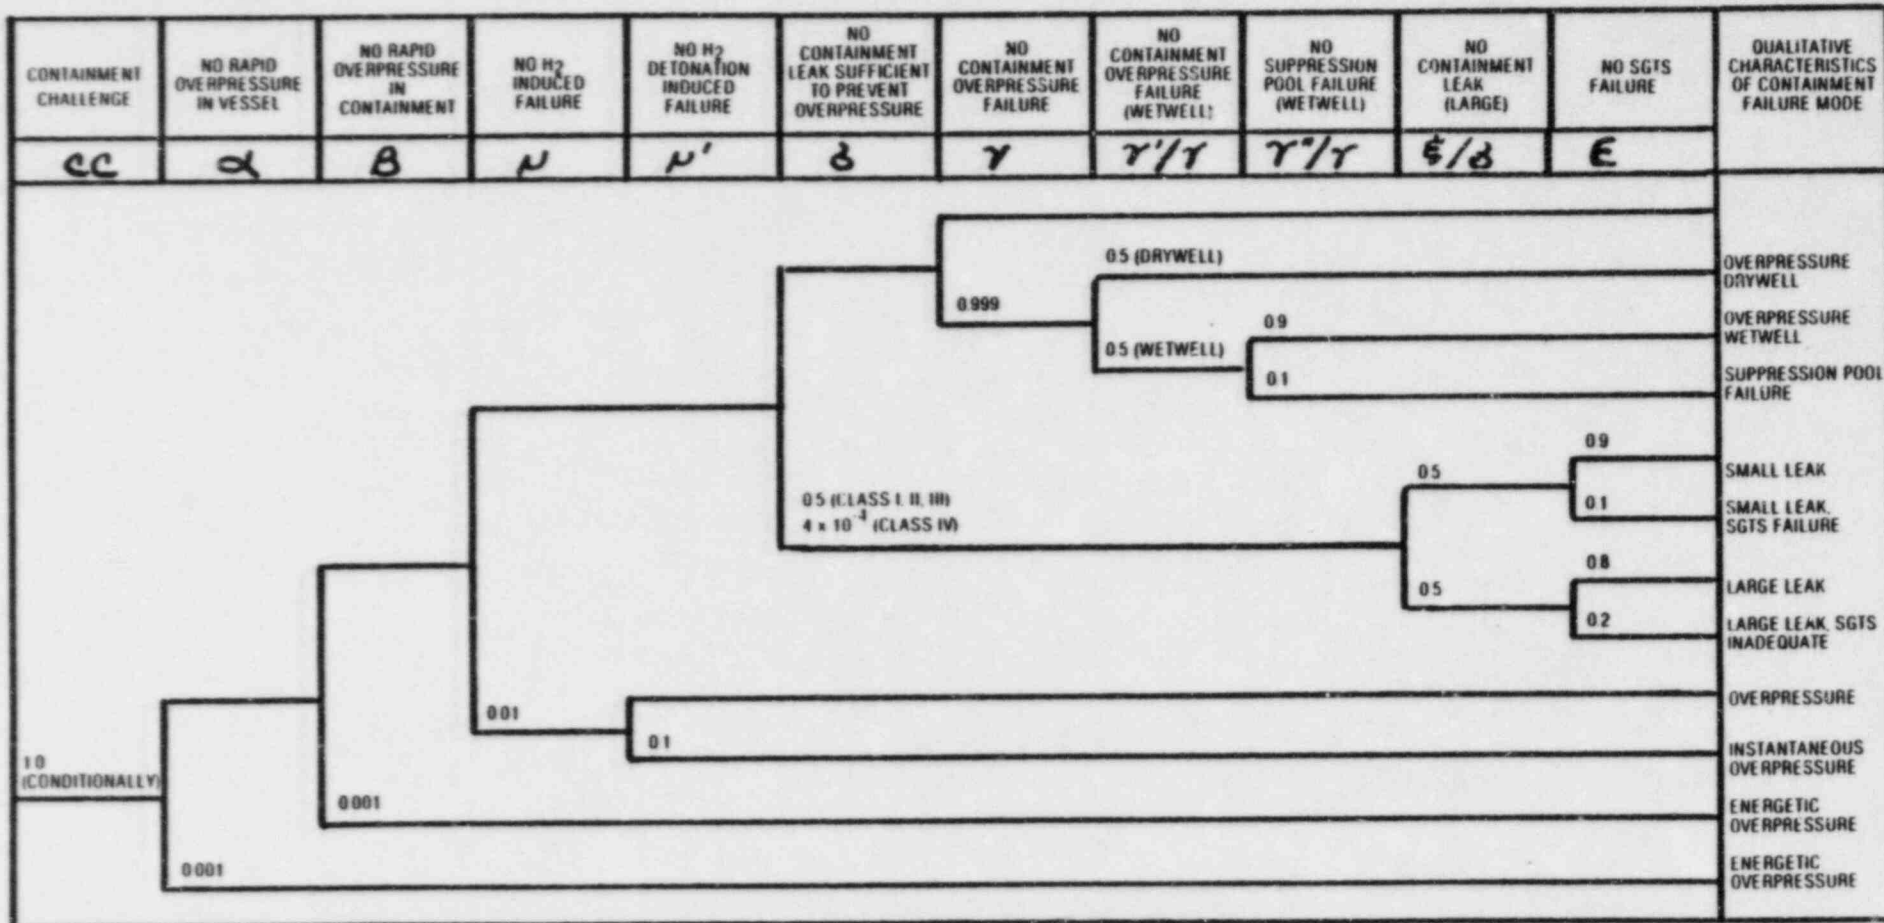 CONTAINMENT
CHALLENGE
NO RAPID
OVERPRESSURE
IN VESSEL
NO RAPID
OVERPRESSURE
IN
CONTAINMENT
NO H2
INDUCED
FAILURE
NO H2
DETONATION
INDUCED
FAILURE
NO
CONTAINMENT
LEAK SUFFICIENT
TO PREVENT
OVERPRESSURE
NO
CONTAINMENT
OVERPRESSURE
FAILURE
NO
CONTAINMENT
OVERPRESSURE
FAILURE
(WETWELL)
NO
SUPPRESSION
POOL FAILURE
(WETWELL)
NO
CONTAINMENT
LEAK
(LARGE)
NO SGTS
FAILURE
QUALITATIVE
CHARACTERISTICS
OF CONTAINMENT
FAILURE MODE
CC
α
B
μ
μ'
δ
γ
γ'/γ
γ"/γ
ξ/δ
ε
0.5 (DRYWELL)
OVERPRESSURE
DRYWELL
0.999
0.9
OVERPRESSURE
WETWELL
0.5 (WETWELL)
0.1
SUPPRESSION POOL
FAILURE
0.9
SMALL LEAK
0.5
0.5 (CLASS I, II, III)
0.1
SMALL LEAK,
SGTS FAILURE
(CLASS IV)
0.8
LARGE LEAK
0.5
0.2
LARGE LEAK, SGTS
INADEQUATE
OVERPRESSURE
0.01
0.1
INSTANTANEOUS
OVERPRESSURE
1.0
(CONDITIONALLY)
0.001
ENERGETIC
OVERPRESSURE
0.001
ENERGETIC
OVERPRESSURE